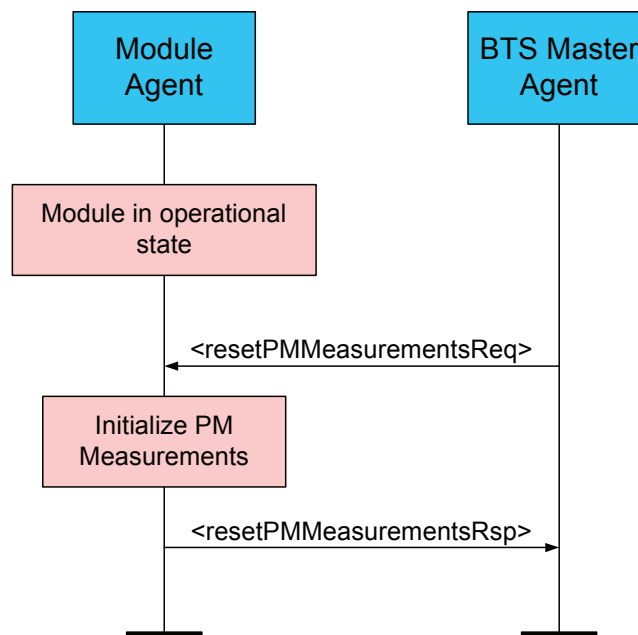 Module
Agent
BTS Master
Agent
Module in operational
state
<resetPMMeasurementsReq>
Initialize PM
Measurements
<resetPMMeasurementsRsp>